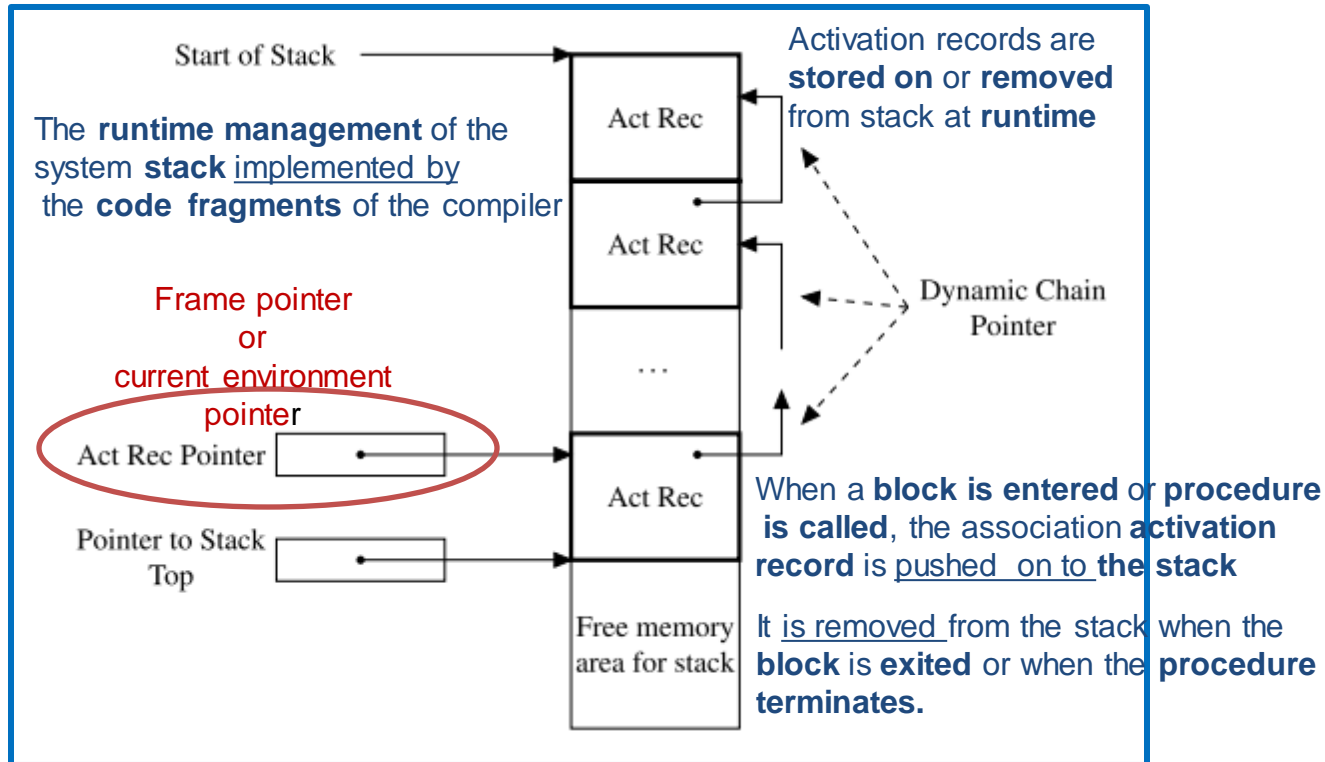 Start of Stack
Activation records are
stored on or removed
from stack at runtime
Act Rec
The runtime management of the
system stack implemented by
the code fragments of the compiler
Act Rec
Frame pointer
or
current environment
pointer
Dynamic Chain
Pointer
...
Act Rec Pointer
Act Rec
When a block is entered or procedure
is called, the association activation
record is pushed on to the stack
Pointer to Stack
Top
Free memory
area for stack
It is removed from the stack when the
block is exited or when the procedure
terminates.